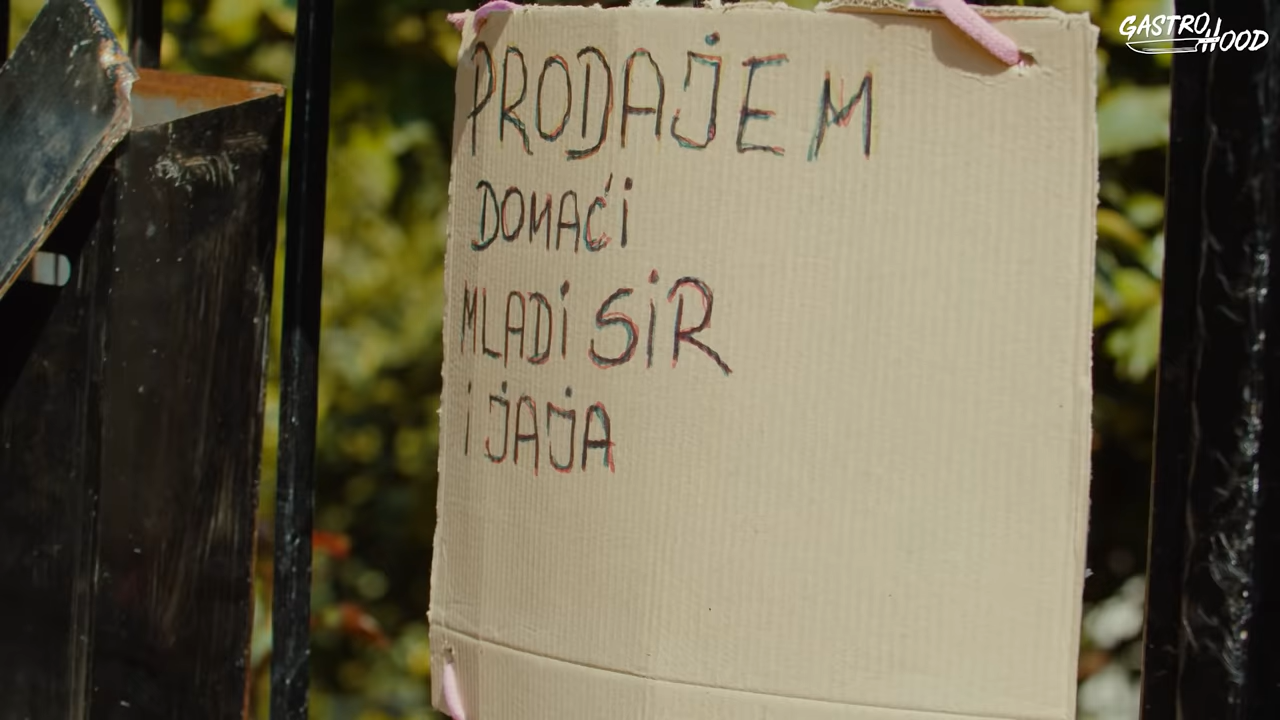 GASTRO
HOOD
PRODAJEM
DOMAĆi
MLADi SiR
i JAJA